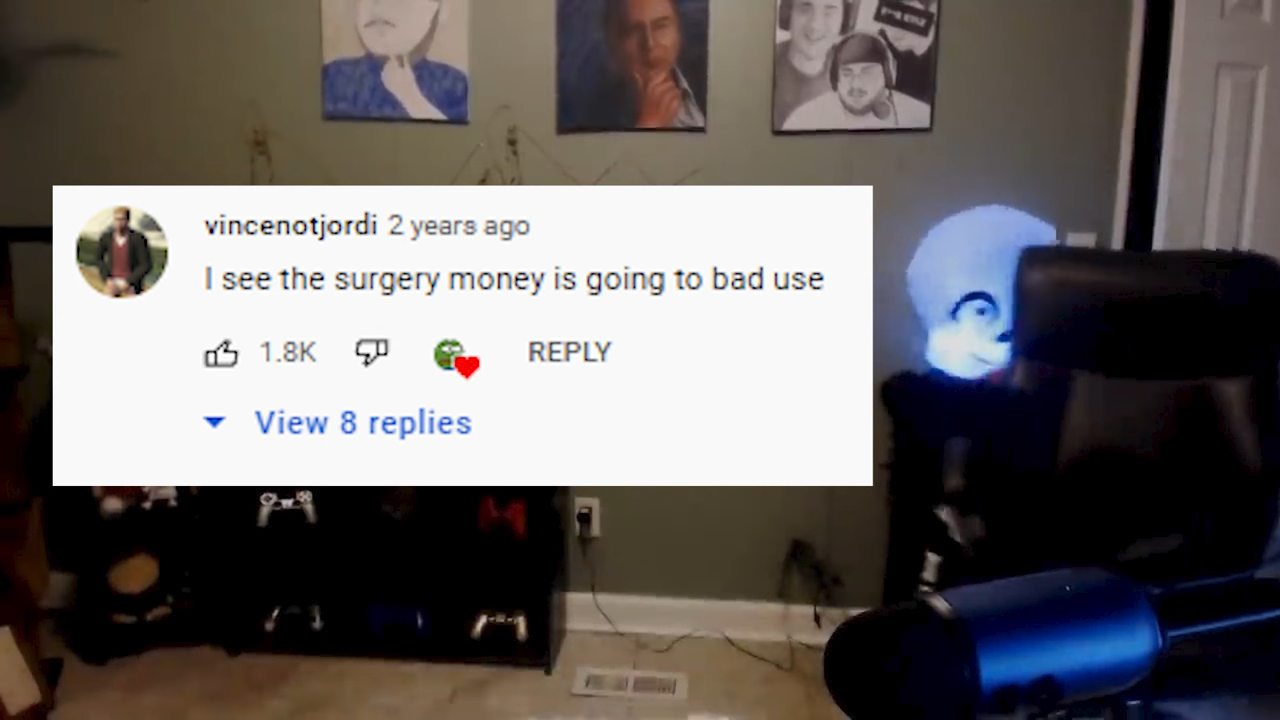 vincenotjordi 2 years ago
I see the surgery money is going to bad use
1.8K REPLY
View 8 replies